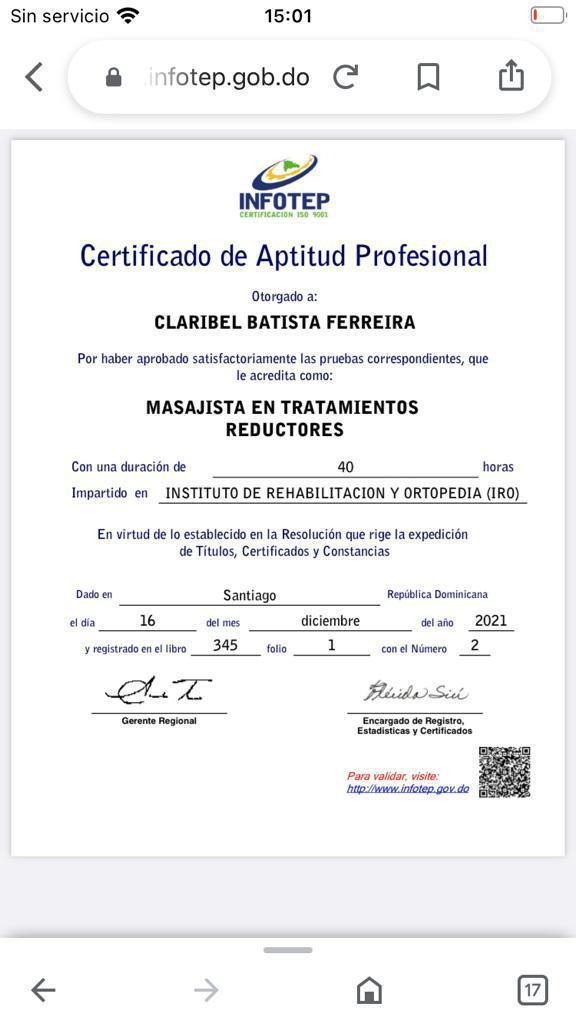 Sin servicio
15:01
infotep.gob.do
INFOTEP
CERTIFICACIÓN ISO 9001
Certificado de Aptitud Profesional
Otorgado a:
CLARIBEL BATISTA FERREIRA
Por haber aprobado satisfactoriamente las pruebas correspondientes, que
le acredita como:
MASAJISTA EN TRATAMIENTOS
REDUCTORES
Con una duración de 40 horas
Impartido en INSTITUTO DE REHABILITACION Y ORTOPEDIA (IRO)
En virtud de lo establecido en la Resolución que rige la expedición
de Títulos, Certificados y Constancias
Dado en Santiago República Dominicana
el día 16 del mes diciembre del año 2021
y registrado en el libro 345 folio 1 con el Número 2
Gerente Regional
Encargado de Registro,
Estadísticas y Certificados
Para validar, visite:
http://www.infotep.gov.do
17